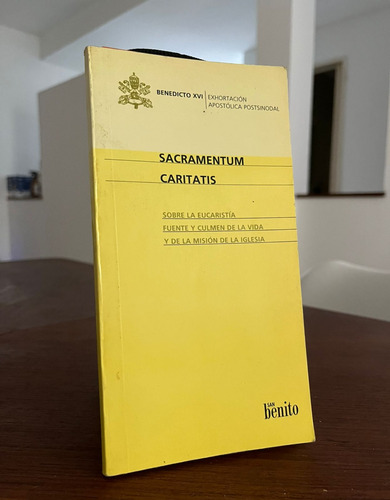 BENEDICTO XVI
EXHORTACIÓN
APOSTÓLICA POSTSINODAL
SACRAMENTUM
CARITATIS
SOBRE LA EUCARISTÍA
FUENTE Y CULMEN DE LA VIDA
Y DE LA MISIÓN DE LA IGLESIA
SAN
benito